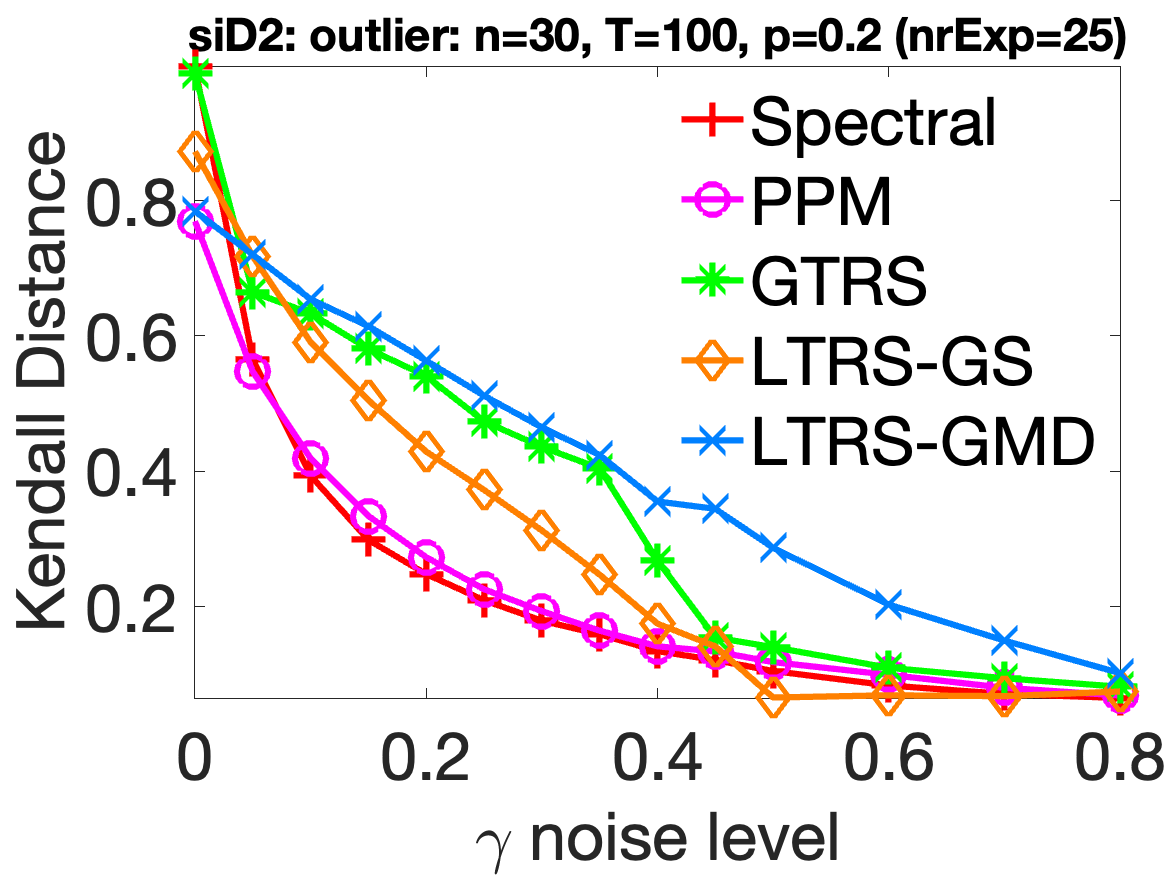 siD2: outlier: n=30, T=100, p=0.2 (nrExp=25)
Spectral
PPM
GTRS
LTRS-GS
LTRS-GMD
Kendall Distance
0.8
0.6
0.4
0.2
0 0.2 0.4 0.6 0.8
γ noise level